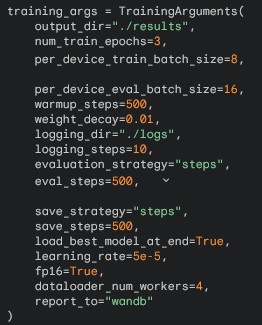 training_args = TrainingArguments(
    output_dir="./results",
    num_train_epochs=3,
    per_device_train_batch_size=8,
    per_device_eval_batch_size=16,
    warmup_steps=500,
    weight_decay=0.01,
    logging_dir="./logs",
    logging_steps=10,
    evaluation_strategy="steps",
    eval_steps=500,
    save_strategy="steps",
    save_steps=500,
    load_best_model_at_end=True,
    learning_rate=5e-5,
    fp16=True,
    dataloader_num_workers=4,
    report_to="wandb"
)